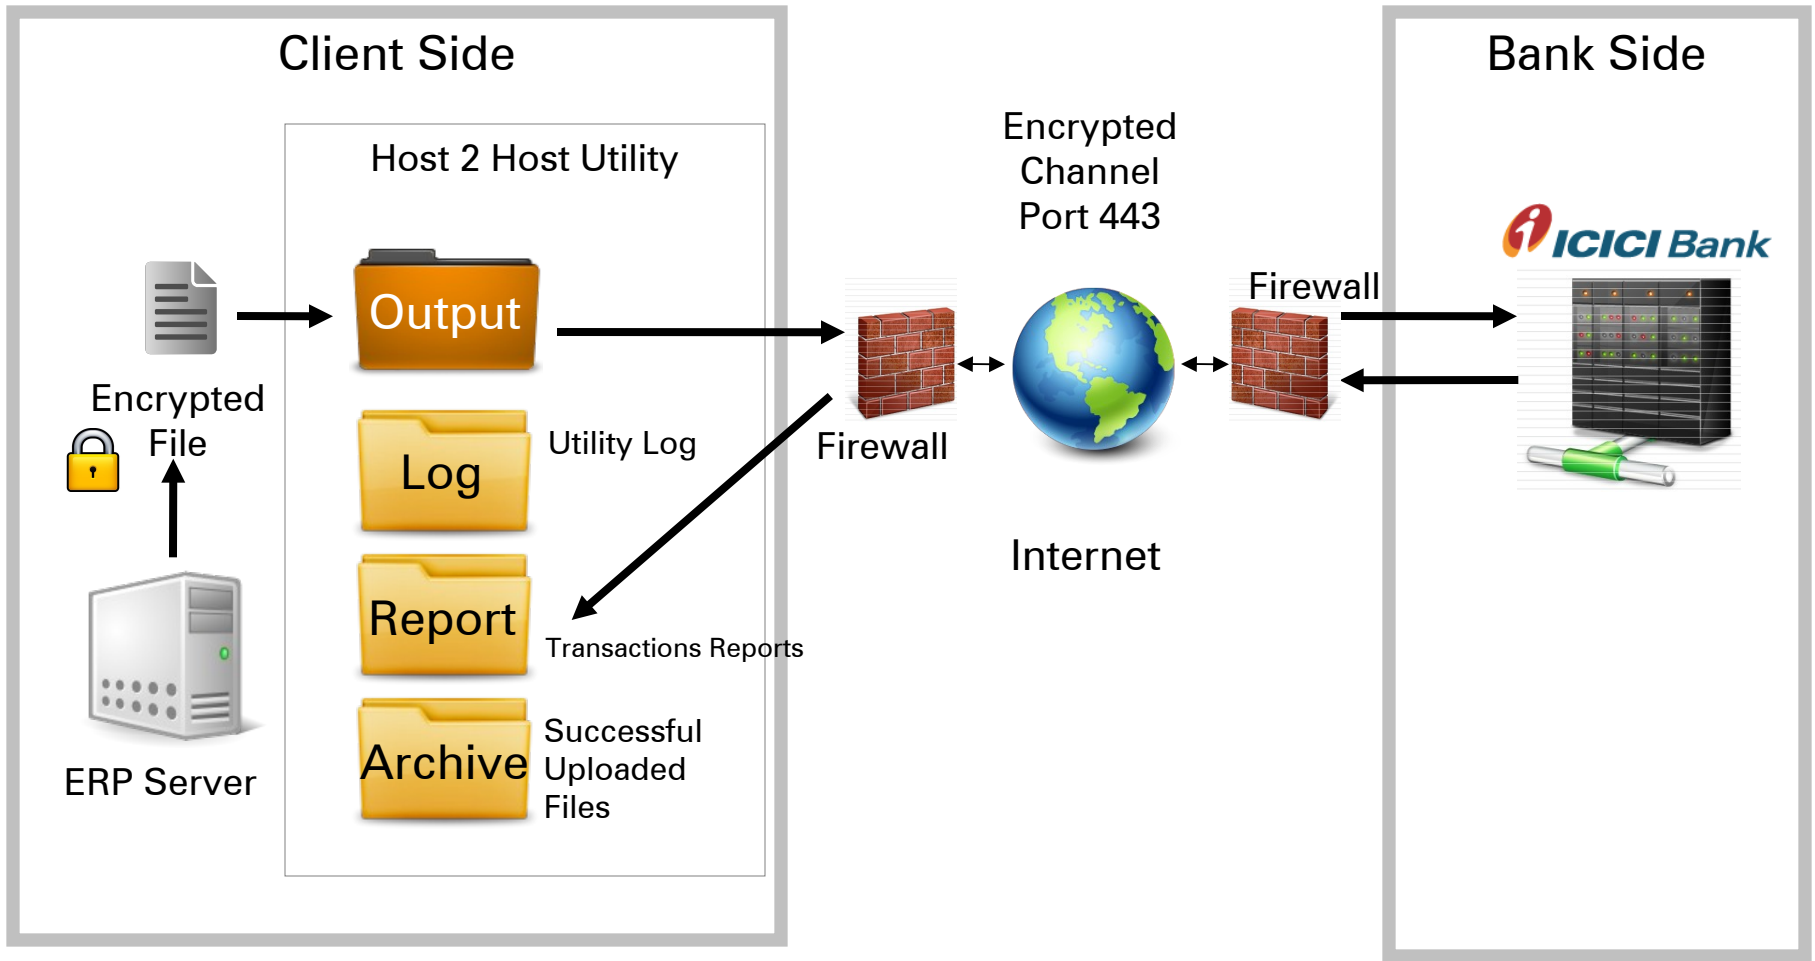 Client Side
Host 2 Host Utility
Output
Encrypted
File
Log
Utility Log
Report
Transactions Reports
Archive
Successful
Uploaded
Files
ERP Server
Firewall
Encrypted
Channel
Port 443
Internet
Firewall
Bank Side
i ICICI Bank